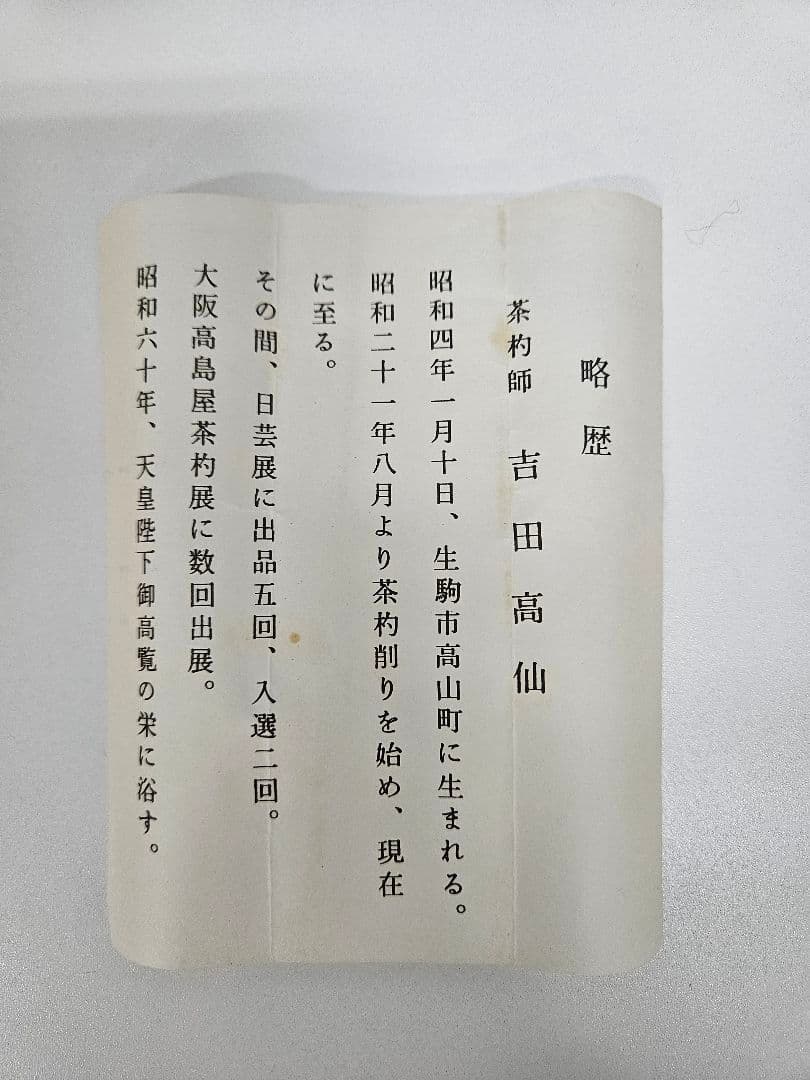 略歴
茶杓師　吉田高仙
昭和四年一月十日、生駒市高山町に生まれる。
昭和二十一年八月より茶杓削りを始め、現在
に至る。
その間、日芸展に出品五回、入選二回。
大阪高島屋茶杓展に数回出展。
昭和六十年、天皇陛下御高覧の栄に浴す。